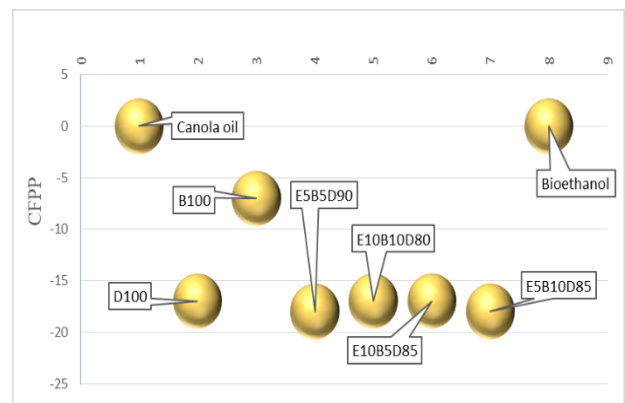 0 1 2 3 4 5 6 7 8 9
5
0
-5
-10
-15
-20
-25
CFPP
Canola oil
Bioethanol
B100
E5B5D90
E10B10D80
D100
E5B10D85
E10B5D85